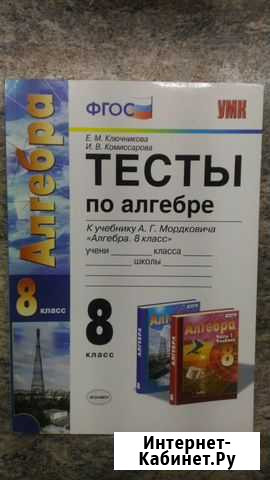 ФГОС
УМК
Е. М. Ключникова
И. В. Комиссарова
ТЕСТЫ
по алгебре
К учебнику А. Г. Мордковича
«Алгебра. 8 класс»
учени класса
школы
8
класс
Алгебра
8
класс
Алгебра
8
ЭКЗАМЕН
Интернет-
Кабинет.Ру